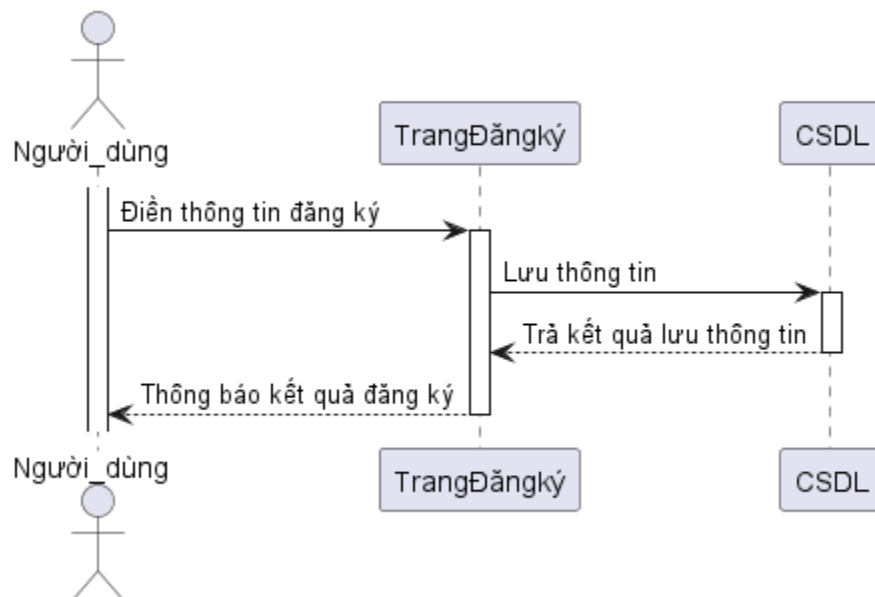 Người_dùng
TrangĐăngký
CSDL
Điền thông tin đăng ký
Lưu thông tin
Trả kết quả lưu thông tin
Thông báo kết quả đăng ký
Người_dùng
TrangĐăngký
CSDL